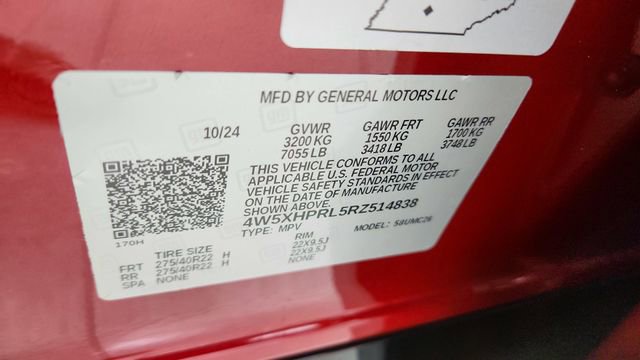 MFD BY GENERAL MOTORS LLC
10/24 GVWR GAWR FRT GAWR RR
3200 KG 1550 KG 1700 KG
7055 LB 3418 LB 3748 LB
THIS VEHICLE CONFORMS TO ALL
APPLICABLE U.S. FEDERAL MOTOR
VEHICLE SAFETY STANDARDS IN EFFECT
ON THE DATE OF MANUFACTURE
SHOWN ABOVE.
4W5XHPRL5RZ514838
TYPE: MPV MODEL: 58UMC26
170H
TIRE SIZE RIM
FRT 275/40R22 H 22X9.5J
RR 275/40R22 H 22X9.5J
SPA NONE NONE